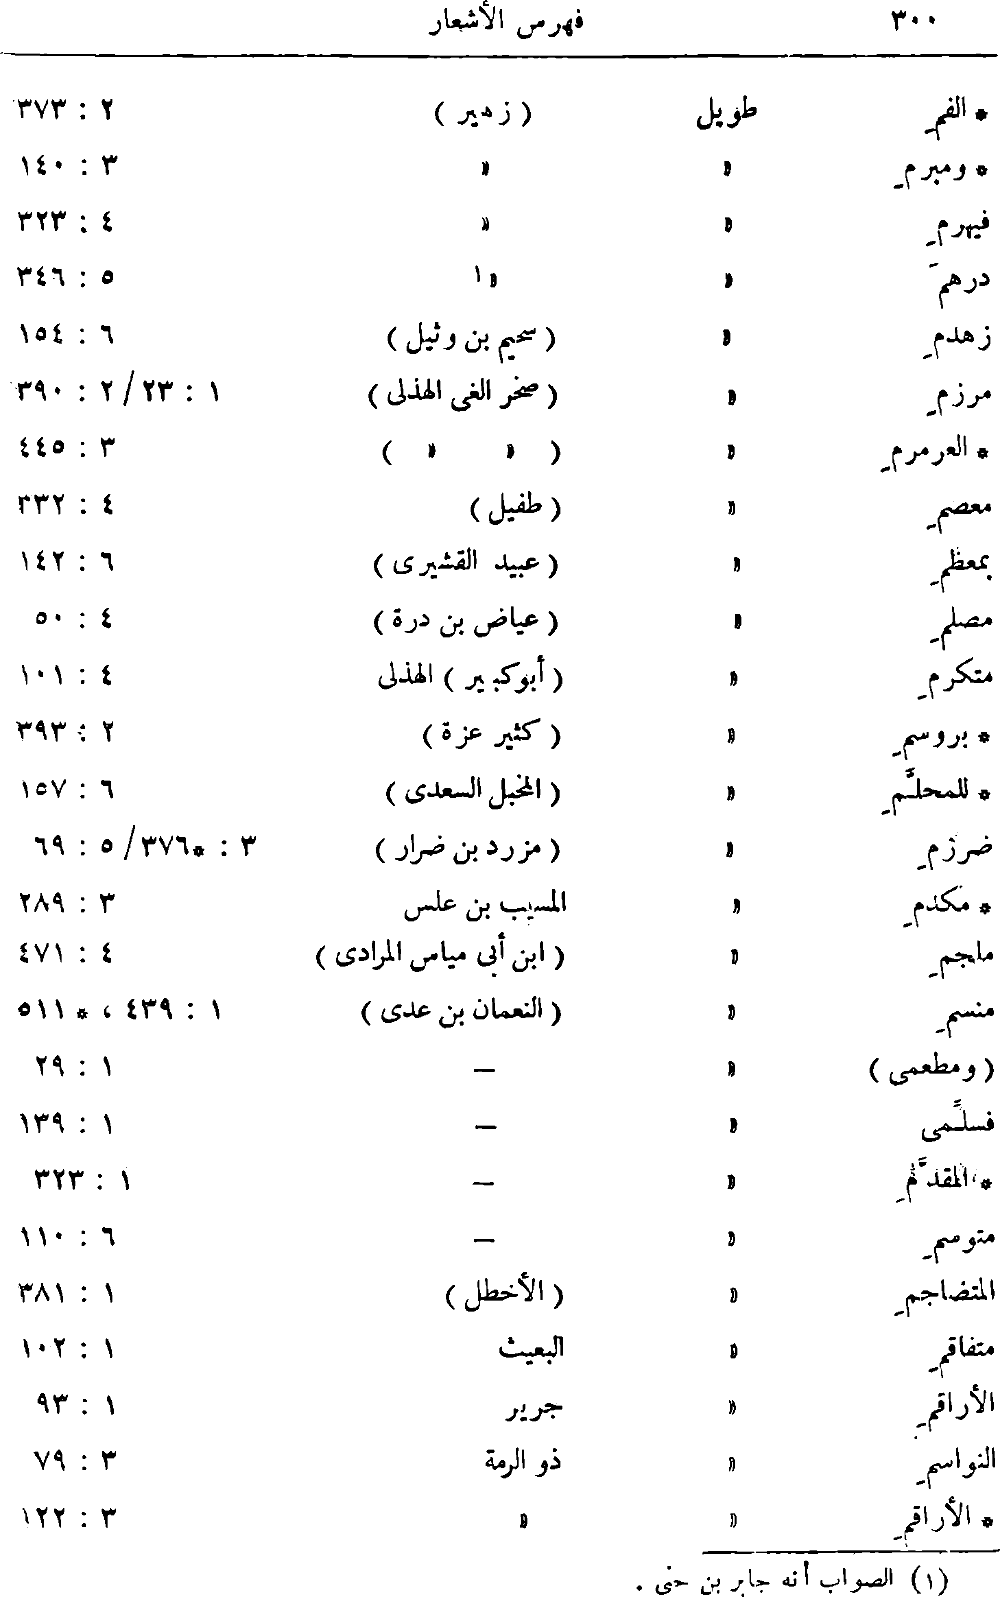 ٣٠٠ فهرس الأشعار
* الفمِ طويل ( زهير ) ٢ : ٣٧٣
* ومبرمِ » » ٣ : ١٤٠
فيهرمِ » » ٤ : ٣٢٣
درهمِ » »١ ٥ : ٣٤٦
زهدمِ » ( سحيم بن وثيل ) ٦ : ١٥٤
مرزمِ » ( صخر الغى الهذلى ) ١ : ٢٣/ ٢ : ٣٩٠
* العرمرمِ » ( » » ) ٣ : ٤٤٥
معصمِ » ( طفيل ) ٤ : ٣٣٢
بمعظمِ » ( عبيد القشيرى ) ٦ : ١٤٢
مصلمِ » ( عياض بن درة ) ٤ : ٥٠
متكرمِ » ( أبو كبير ) الهذلى ٤ : ١٠١
* بروسمِ » ( كثير عزة ) ٢ : ٣٩٣
* للمحلَّمِ » ( المخبل السعدى ) ٦ : ١٥٧
ضرزمِ » ( مزرد بن ضرار ) ٣ : *٣٧٦/ ٥ : ٦٩
* مكدمِ » المسيب بن علس ٣ : ٢٨٩
ملجمِ » ( ابن أبى مياس المرادى ) ٤ : ٤٧١
منسمِ » ( النعمان بن عدى ) ١ : ٤٣٩ ، * ٥١١
( ومطعمى ) » — ١ : ٢٩
فسلَّمى » — ١ : ١٣٩
* المقدَّمِ » — ١ : ٣٢٣
متوسمِ » — ٦ : ١١٠
المتضاجمِ » ( الأخطل ) ١ : ٣٨١
متفاقمِ » البعيث ١ : ١٠٢
الأراقمِ » جرير ١ : ٩٣
النواسمِ » ذو الرمة ٣ : ٧٩
* الأراقمِ » » ٣ : ١٢٢
(١) الصواب أنه جابر بن حنى .